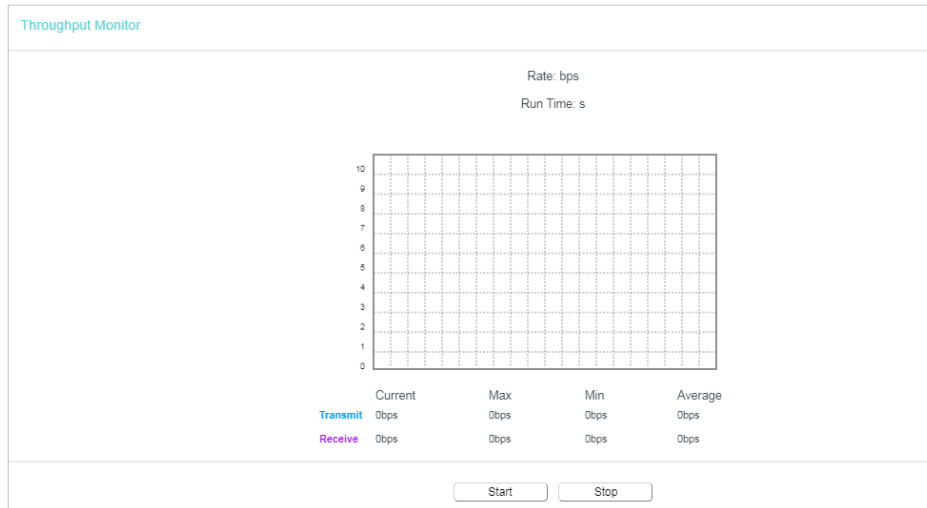 Throughput Monitor
Rate: bps
Run Time: s
10
9
8
7
6
5
4
3
2
1
0
Current Max Min Average
Transmit 0bps 0bps 0bps 0bps
Receive 0bps 0bps 0bps 0bps
Start Stop